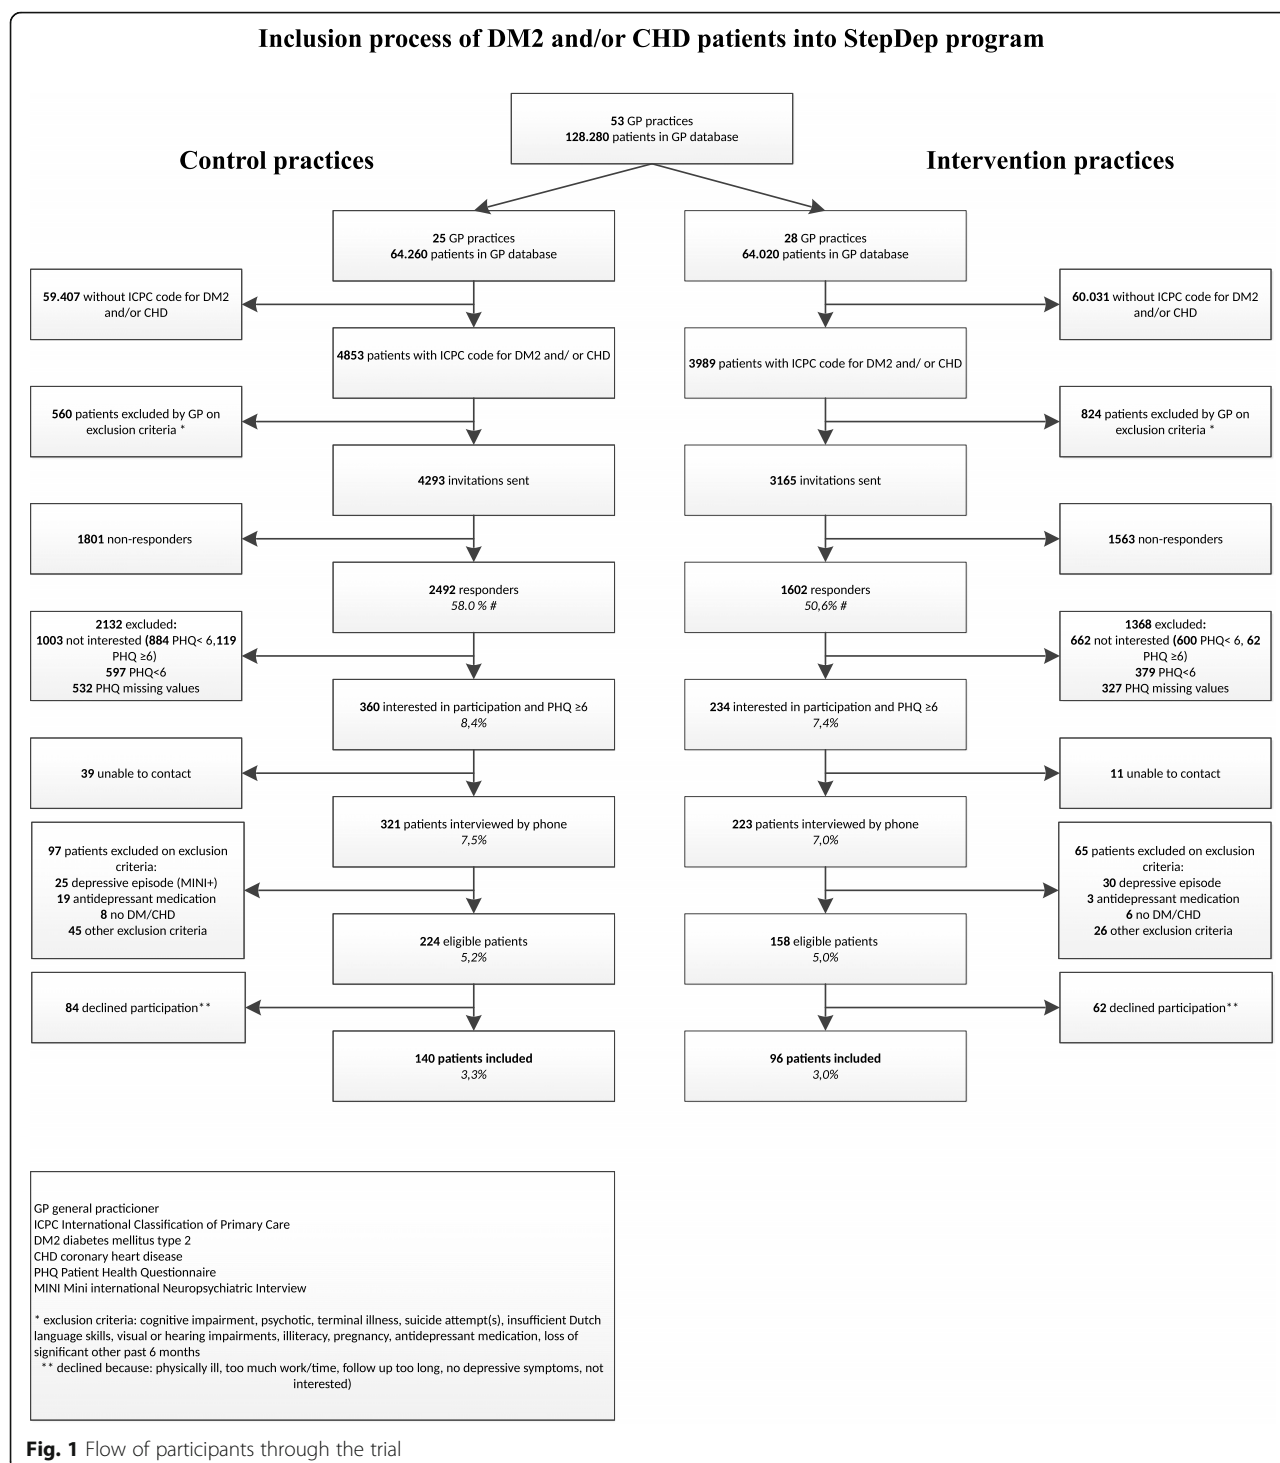 Inclusion process of DM2 and/or CHD patients into StepDep program
53 GP practices
128.280 patients in GP database
Control practices
Intervention practices
25 GP practices
64.260 patients in GP database
28 GP practices
64.020 patients in GP database
59.407 without ICPC code for DM2
and/or CHD
60.031 without ICPC code for DM2
and/or CHD
4853 patients with ICPC code for DM2 and/ or CHD
3989 patients with ICPC code for DM2 and/ or CHD
560 patients excluded by GP on
exclusion criteria *
824 patients excluded by GP on
exclusion criteria *
4293 invitations sent
3165 invitations sent
1801 non-responders
1563 non-responders
2492 responders
58.0 % #
1602 responders
50,6% #
2132 excluded:
1003 not interested (884 PHQ< 6,119
PHQ ≥6)
597 PHQ<6
532 PHQ missing values
1368 excluded:
662 not interested (600 PHQ< 6, 62
PHQ ≥6)
379 PHQ<6
327 PHQ missing values
360 interested in participation and PHQ ≥6
8,4%
234 interested in participation and PHQ ≥6
7,4%
39 unable to contact
11 unable to contact
321 patients interviewed by phone
7,5%
223 patients interviewed by phone
7,0%
97 patients excluded on exclusion
criteria:
25 depressive episode (MINI+)
19 antidepressant medication
8 no DM/CHD
45 other exclusion criteria
65 patients excluded on exclusion
criteria:
30 depressive episode
3 antidepressant medication
6 no DM/CHD
26 other exclusion criteria
224 eligible patients
5,2%
158 eligible patients
5,0%
84 declined participation**
62 declined participation**
140 patients included
3,3%
96 patients included
3,0%
GP general practicioner
ICPC International Classification of Primary Care
DM2 diabetes mellitus type 2
CHD coronary heart disease
PHQ Patient Health Questionnaire
MINI Mini international Neuropsychiatric Interview
* exclusion criteria: cognitive impairment, psychotic, terminal illness, suicide attempt(s), insufficient Dutch
language skills, visual or hearing impairments, illiteracy, pregnancy, antidepressant medication, loss of
significant other past 6 months
** declined because: physically ill, too much work/time, follow up too long, no depressive symptoms, not
interested)
Fig. 1 Flow of participants through the trial